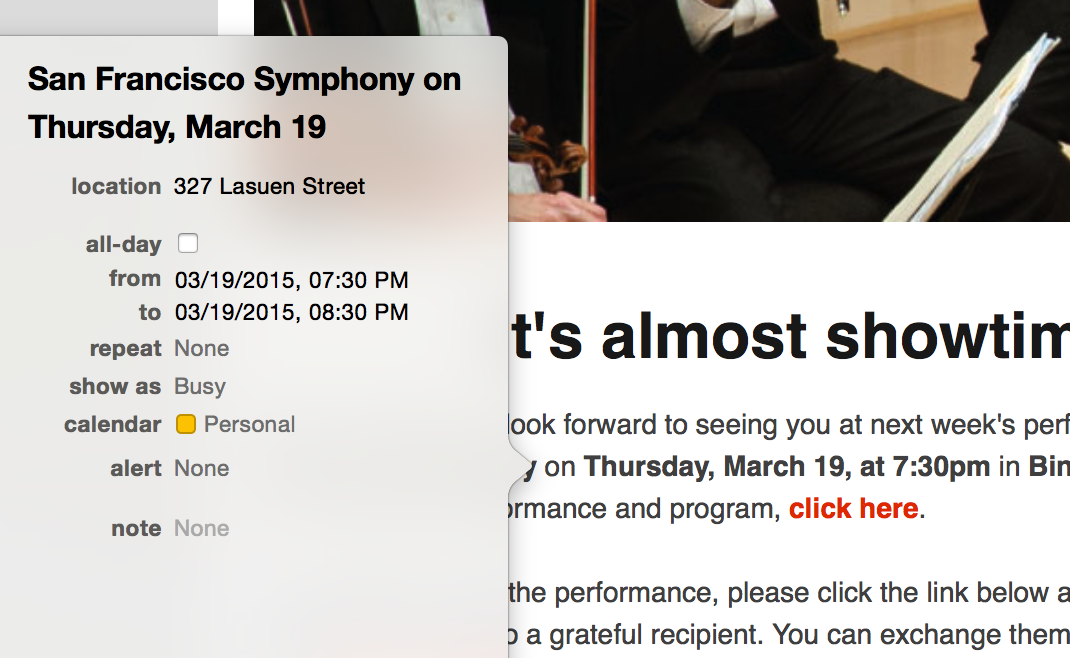 San Francisco Symphony on
Thursday, March 19
location 327 Lasuen Street
all-day
from 03/19/2015, 07:30 PM
to 03/19/2015, 08:30 PM
repeat None
show as Busy
calendar Personal
alert None
note None
t's almost showtim
look forward to seeing you at next week's perf
y on Thursday, March 19, at 7:30pm in Bin
ormance and program, click here.
the performance, please click the link below a
o a grateful recipient. You can exchange them